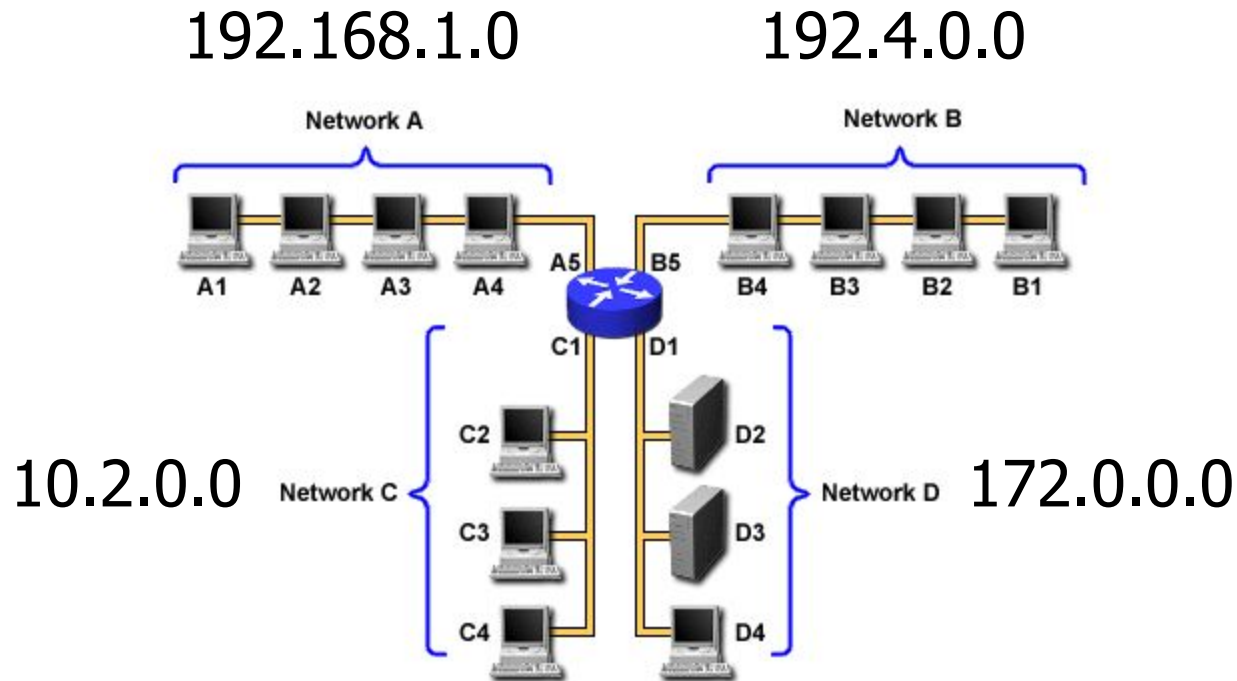 192.168.1.0 192.4.0.0
Network A Network B
A5 B5
A1 A2 A3 A4 B4 B3 B2 B1
C1 D1
C2 D2
10.2.0.0 Network C Network D 172.0.0.0
C3 D3
C4 D4